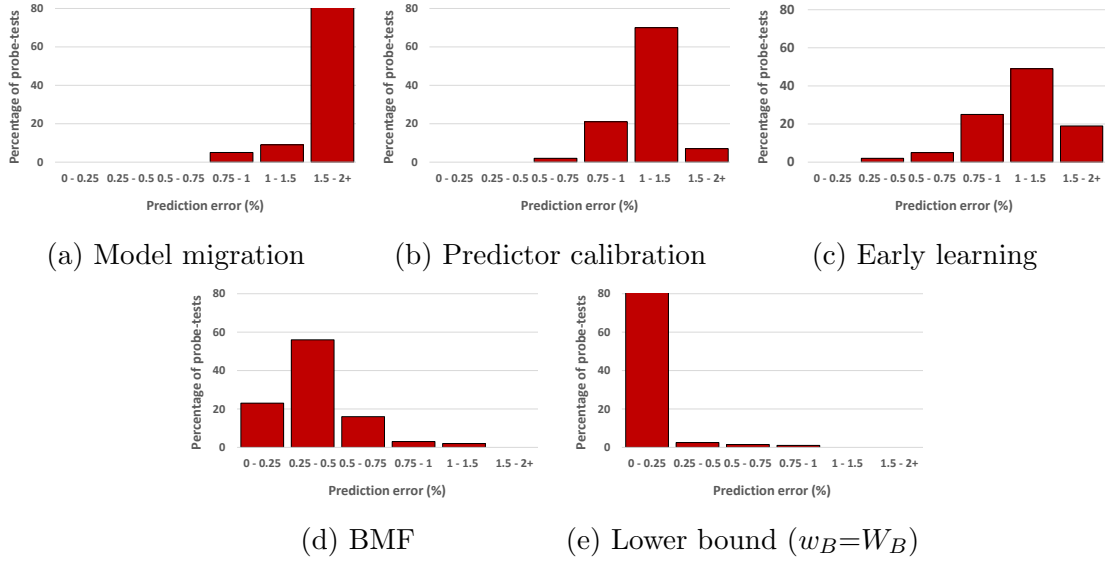 Percentage of probe-tests
80
60
40
20
0
0 - 0.25 0.25 - 0.5 0.5 - 0.75 0.75 - 1 1 - 1.5 1.5 - 2+
Prediction error (%)
(a) Model migration
Percentage of probe-tests
80
60
40
20
0
0 - 0.25 0.25 - 0.5 0.5 - 0.75 0.75 - 1 1 - 1.5 1.5 - 2+
Prediction error (%)
(b) Predictor calibration
Percentage of probe-tests
80
60
40
20
0
0 - 0.25 0.25 - 0.5 0.5 - 0.75 0.75 - 1 1 - 1.5 1.5 - 2+
Prediction error (%)
(c) Early learning
Percentage of probe-tests
80
60
40
20
0
0 - 0.25 0.25 - 0.5 0.5 - 0.75 0.75 - 1 1 - 1.5 1.5 - 2+
Prediction error (%)
(d) BMF
Percentage of probe-tests
80
60
40
20
0
0 - 0.25 0.25 - 0.5 0.5 - 0.75 0.75 - 1 1 - 1.5 1.5 - 2+
Prediction error (%)
(e) Lower bound (w_B=W_B)